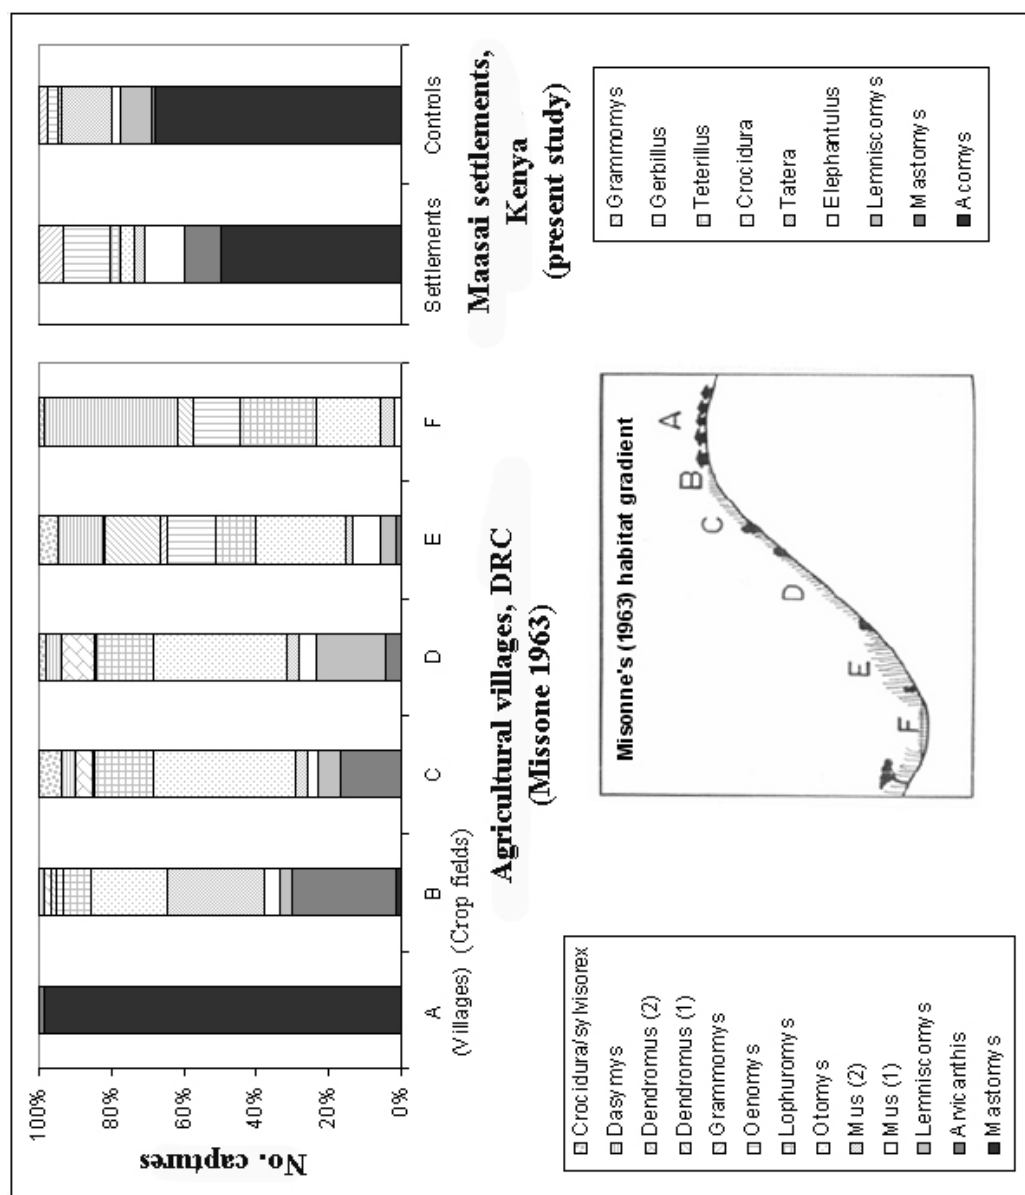 No. captures
100%
80%
60%
40%
20%
0%
A
B
C
D
E
F
(Villages) (Crop fields)
Agricultural villages, DRC
(Missone 1963)
Settlements
Controls
Maasai settlements,
Kenya
(present study)
Crocidura/sylvisorex
Dasymys
Dendromus (2)
Dendromus (1)
Grammomys
Oenomys
Lophuromys
Otomys
Mus (2)
Mus (1)
Lemniscomys
Arvicanthis
Mastomys
Misonne's (1963) habitat gradient
A
B
C
D
E
F
Grammomys
Gerbillus
Teterillus
Crocidura
Tatera
Elephantulus
Lemniscomys
Mastomys
Acomys